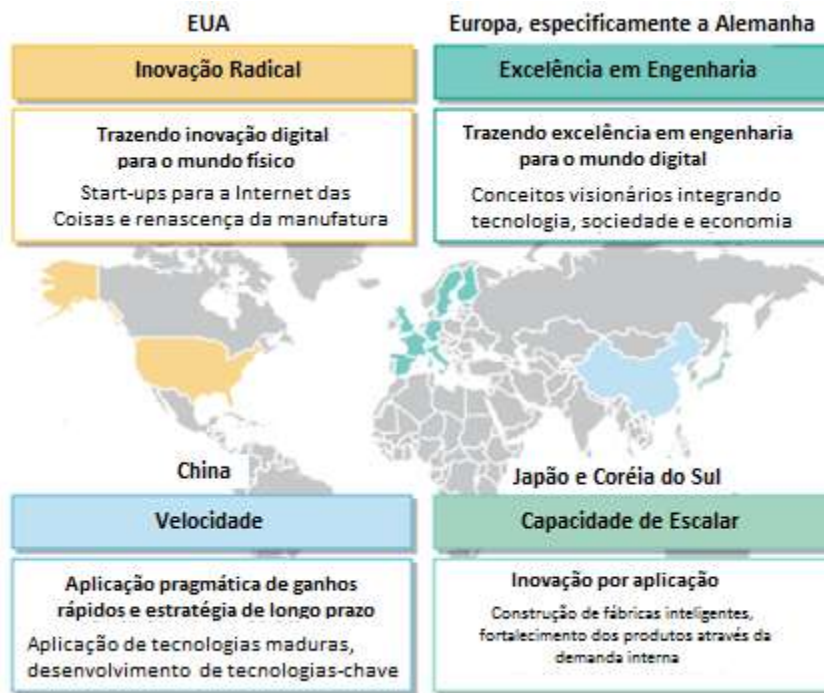 EUA
Inovação Radical
Trazendo inovação digital
para o mundo físico
Start-ups para a Internet das
Coisas e renascença da manufatura
Europa, especificamente a Alemanha
Excelência em Engenharia
Trazendo excelência em engenharia
para o mundo digital
Conceitos visionários integrando
tecnologia, sociedade e economia
China
Velocidade
Aplicação pragmática de ganhos
rápidos e estratégia de longo prazo
Aplicação de tecnologias maduras,
desenvolvimento de tecnologias-chave
Japão e Coréia do Sul
Capacidade de Escalar
Inovação por aplicação
Construção de fábricas inteligentes,
fortalecimento dos produtos através da
demanda interna